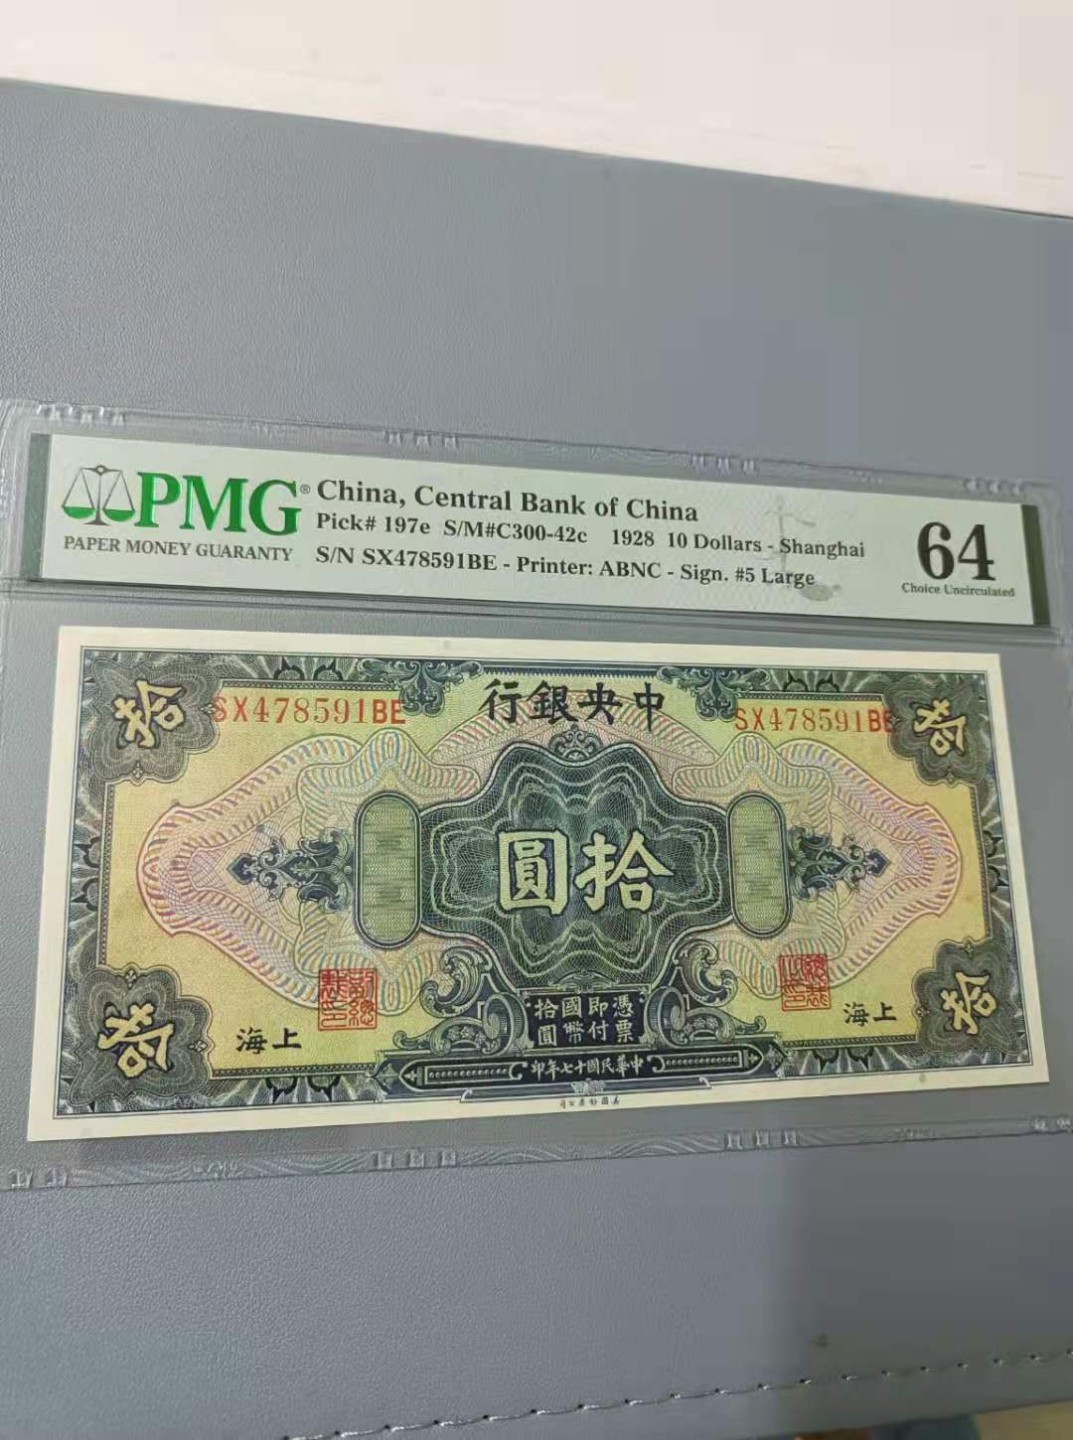 PMG®
PAPER MONEY GUARANTY
China, Central Bank of China
Pick# 197e S/M#C300-42c 1928 10 Dollars - Shanghai
S/N SX478591BE - Printer: ABNC - Sign. #5 Large
64
Choice Uncirculated
行銀央中
拾
SX478591BE
SX478591BE
拾
圓拾
拾國即憑
圓幣付票
海上
海上
拾
拾
印年七十國民華中